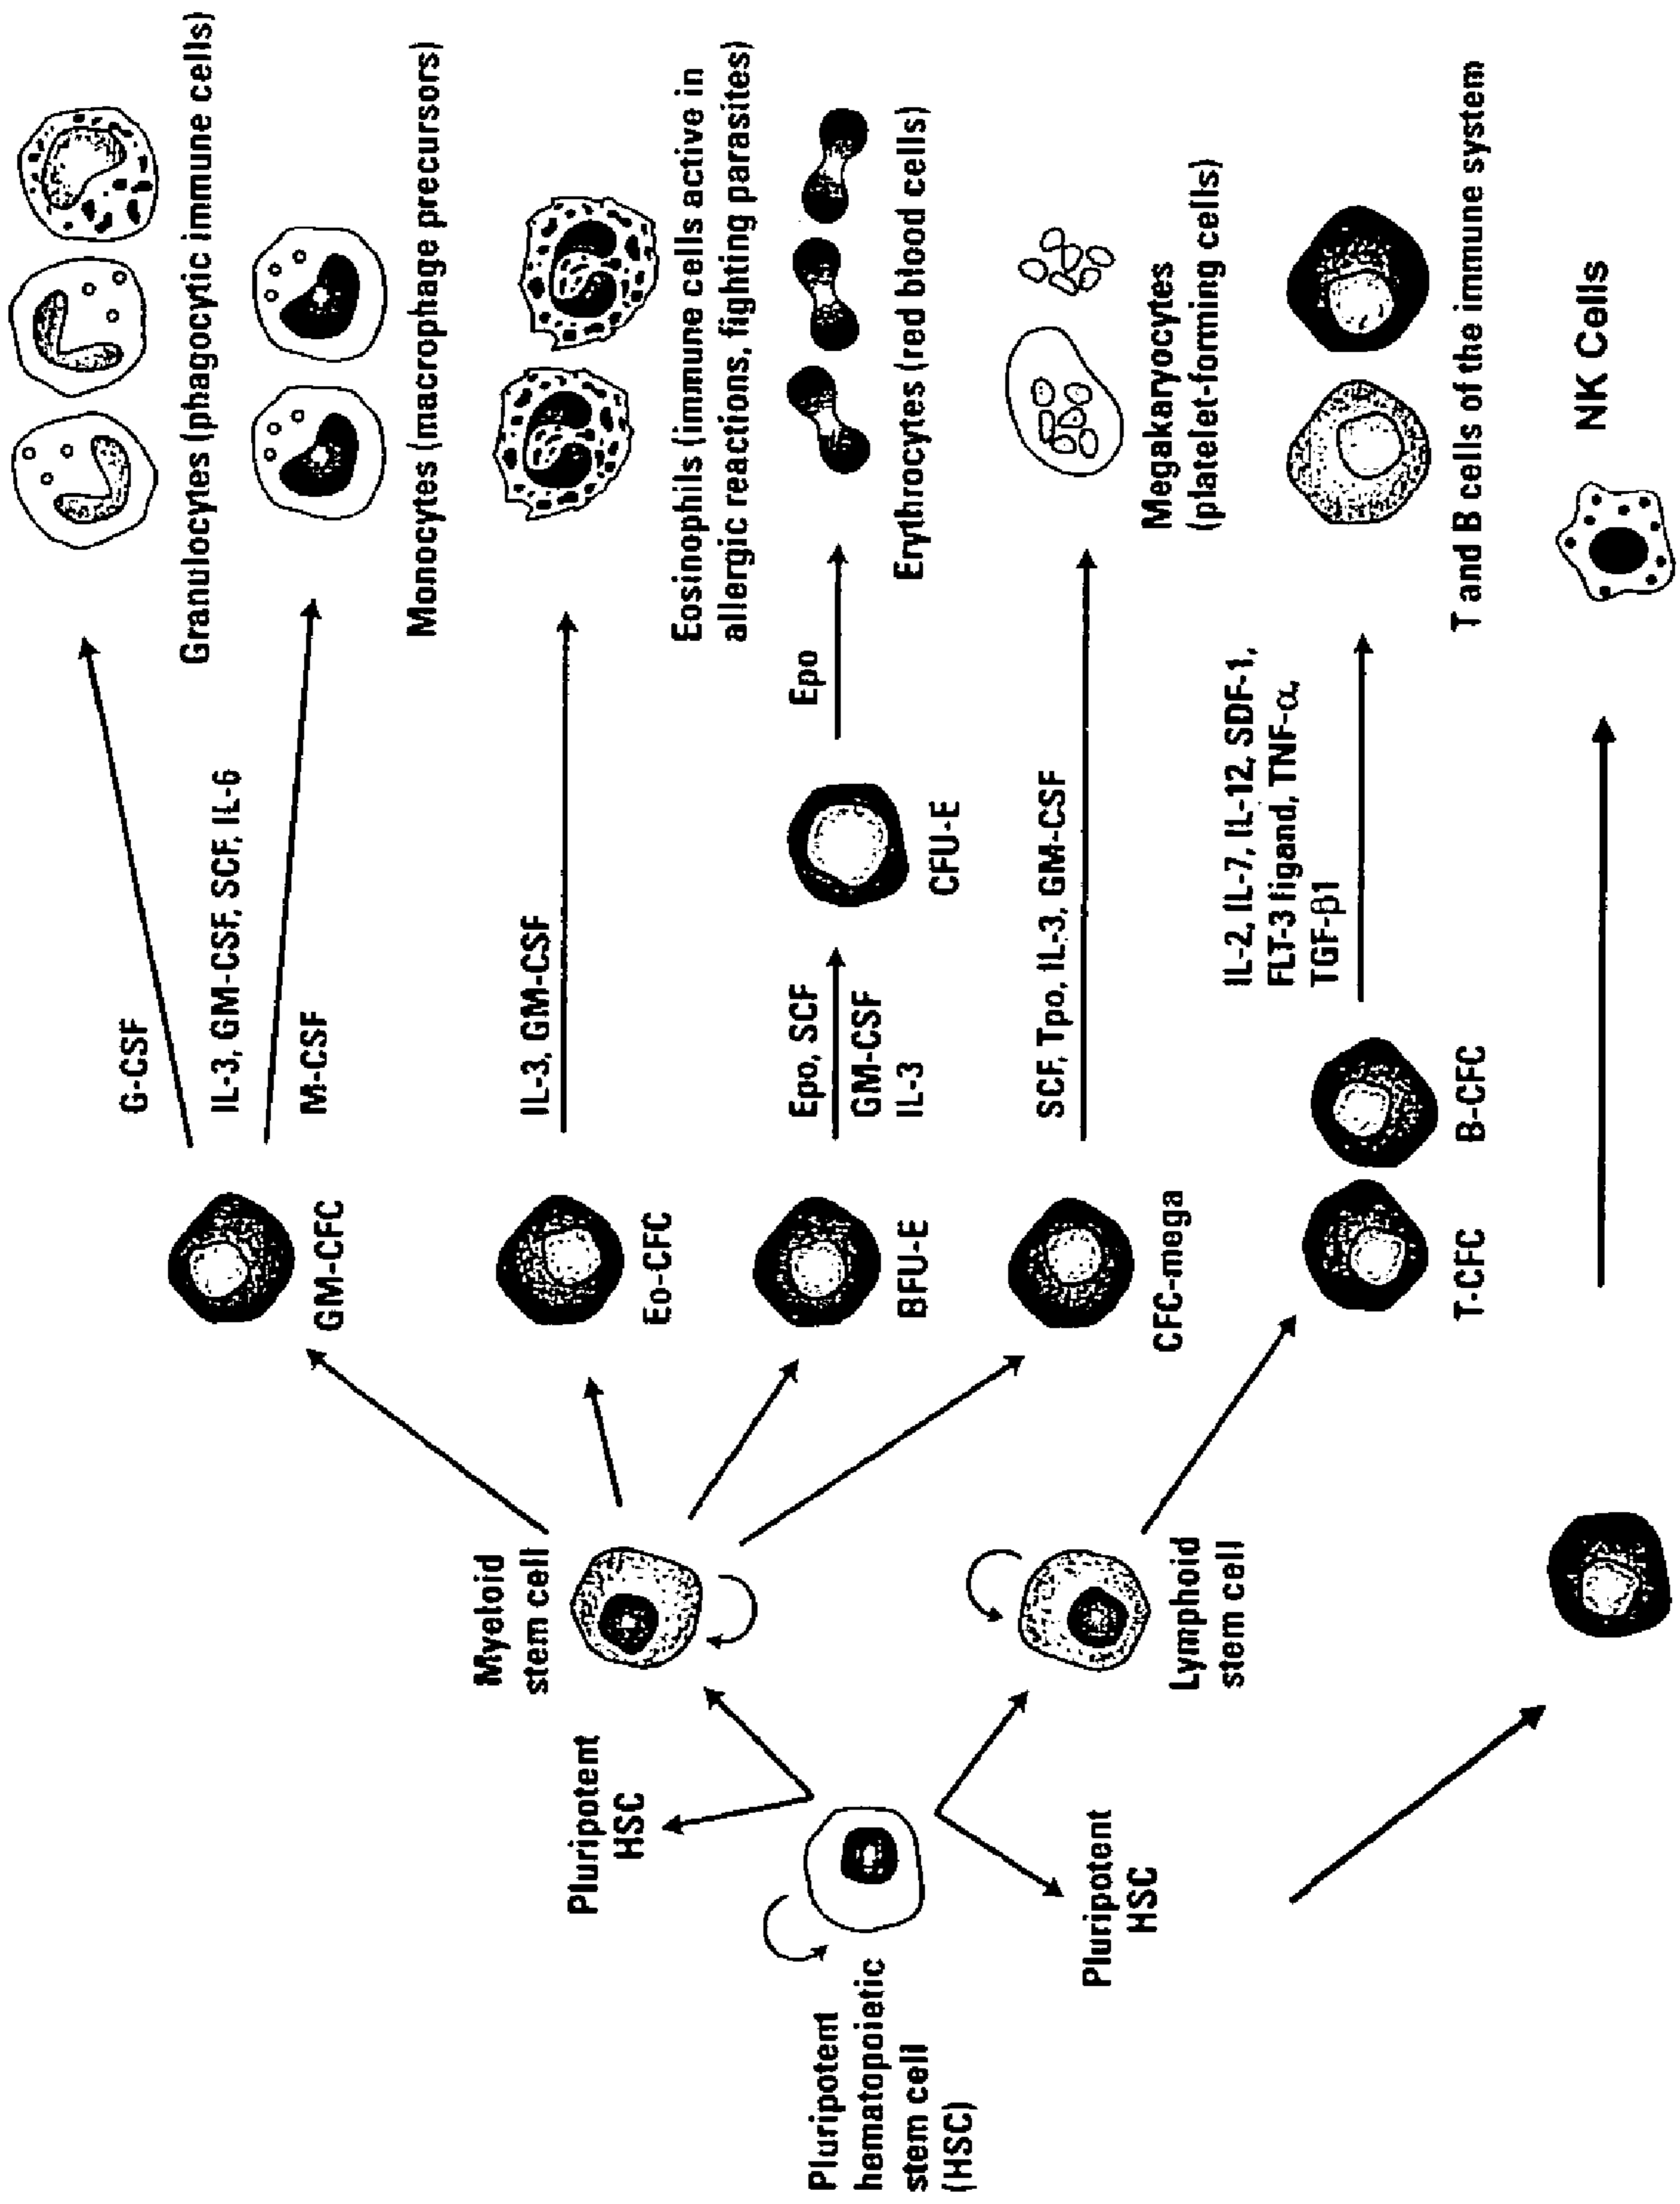 Pluripotent
hematopoietic
stem cell
(HSC)
Pluripotent
HSC
Pluripotent
HSC
Myeloid
stem cell
Lymphoid
stem cell
GM-CFC
Eo-CFC
BFU-E
CFC-mega
T-CFC
B-CFC
G-CSF
IL-3, GM-CSF, SCF, IL-6
M-CSF
IL-3, GM-CSF
Epo, SCF
GM-CSF
IL-3
CFU-E
Epo
SCF, Tpo, IL-3, GM-CSF
IL-2, IL-7, IL-12, SDF-1,
FLT-3 ligand, TNF-α,
TGF-β1
Granulocytes (phagocytic immune cells)
Monocytes (macrophage precursors)
Eosinophils (immune cells active in
allergic reactions, fighting parasites)
Erythrocytes (red blood cells)
Megakaryocytes
(platelet-forming cells)
T and B cells of the immune system
NK Cells